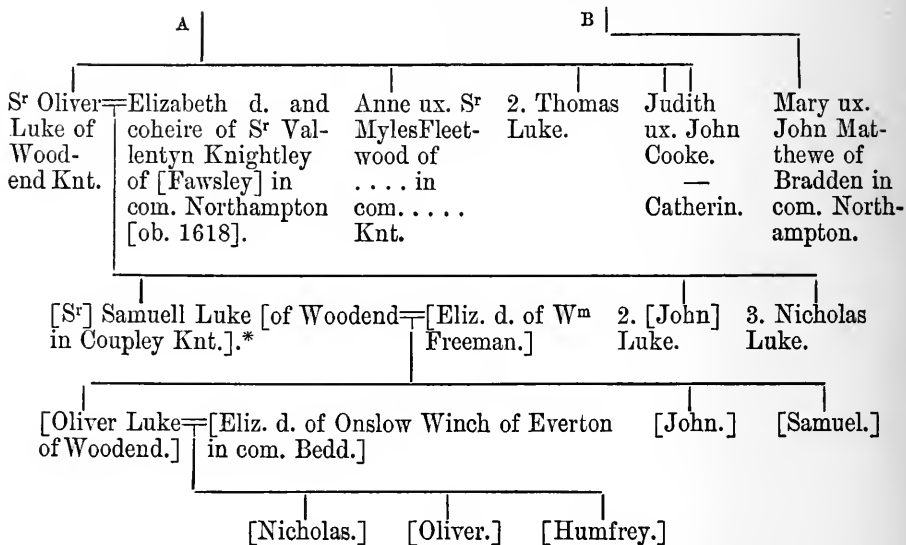 A
B
Sr Oliver
Luke of
Wood-
end Knt.
Elizabeth d. and
coheire of Sr Val-
lentyn Knightley
of [Fawsley] in
com. Northampton
[ob. 1618].
Anne ux. Sr
MylesFleet-
wood of
. . . . in
com. . . . .
Knt.
2. Thomas
Luke.
Judith
ux. John
Cooke.
—
Catherin.
Mary ux.
John Mat-
thewe of
Bradden in
com. North-
ampton.
[Sr] Samuell Luke [of Woodend
in Coupley Knt.].*
[Eliz. d. of Wm
Freeman.]
2. [John]
Luke.
3. Nicholas
Luke.
[Oliver Luke
of Woodend.]
[Eliz. d. of Onslow Winch of Everton
in com. Bedd.]
[John.]
[Samuel.]
[Nicholas.]
[Oliver.]
[Humfrey.]